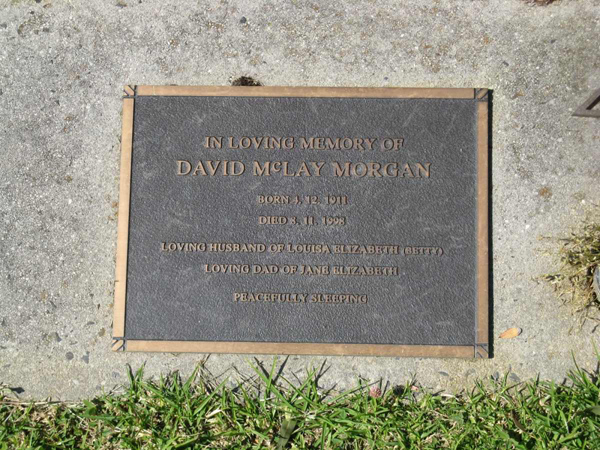 IN LOVING MEMORY OF
DAVID McLAY MORGAN
BORN 4. 12. 1911
DIED 11. 1998
LOVING HUSBAND OF LOUISA ELIZABETH (BETTY)
LOVING DAD OF JANE ELIZABETH
PEACEFULLY SLEEPING